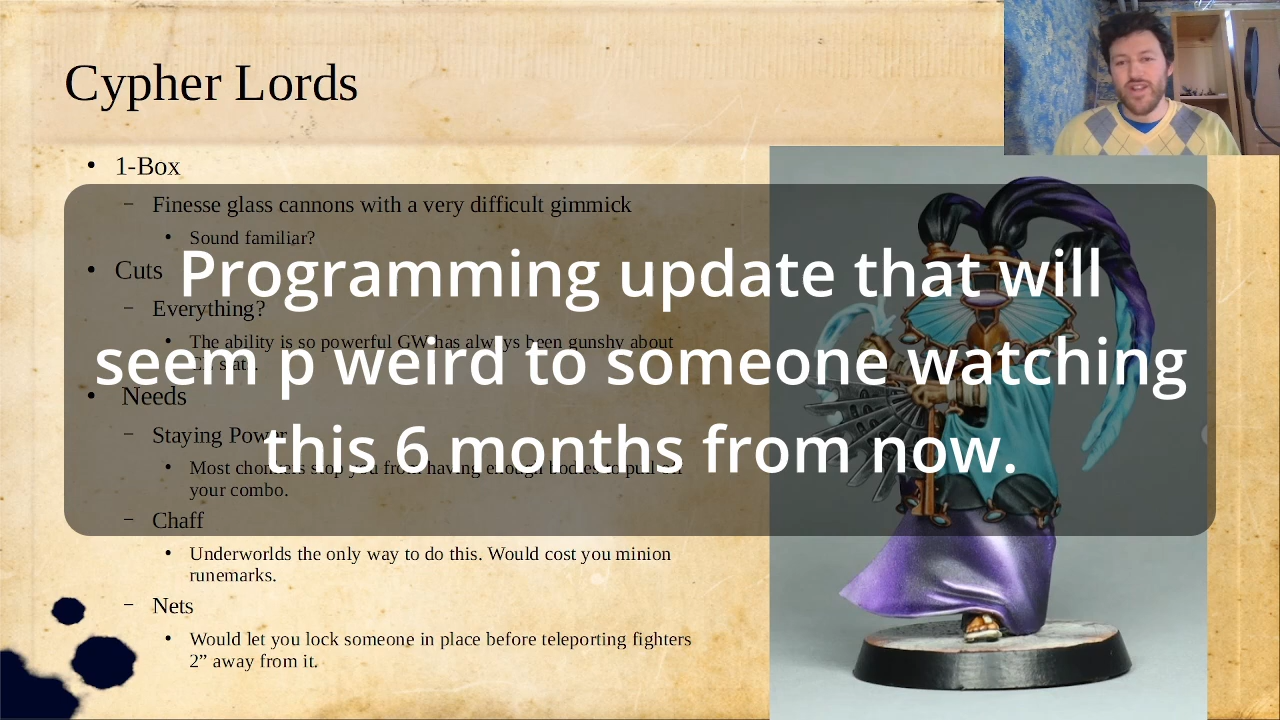 Cypher Lords
• 1-Box
– Finesse glass cannons with a very difficult gimmick
• Sound familiar?
• Cuts
– Everything?
• The ability is so powerful GW has always been gunshy about
stats.
• Needs
– Staying Power
• Most chonkers stop you from having enough bodies to pull off
your combo.
– Chaff
• Underworlds the only way to do this. Would cost you minion
runemarks.
– Nets
• Would let you lock someone in place before teleporting fighters
2” away from it.
Programming update that will
seem p weird to someone watching
this 6 months from now.